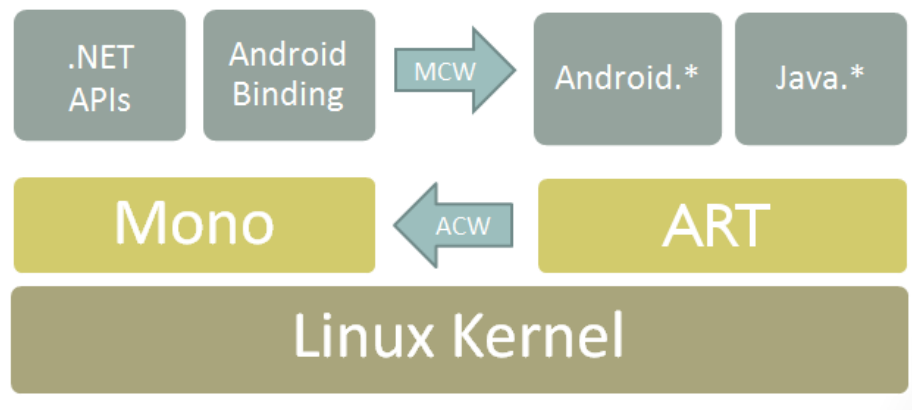 .NET
APIs
Android
Binding
MCW
Android.*
Java.*
Mono
ACW
ART
Linux Kernel